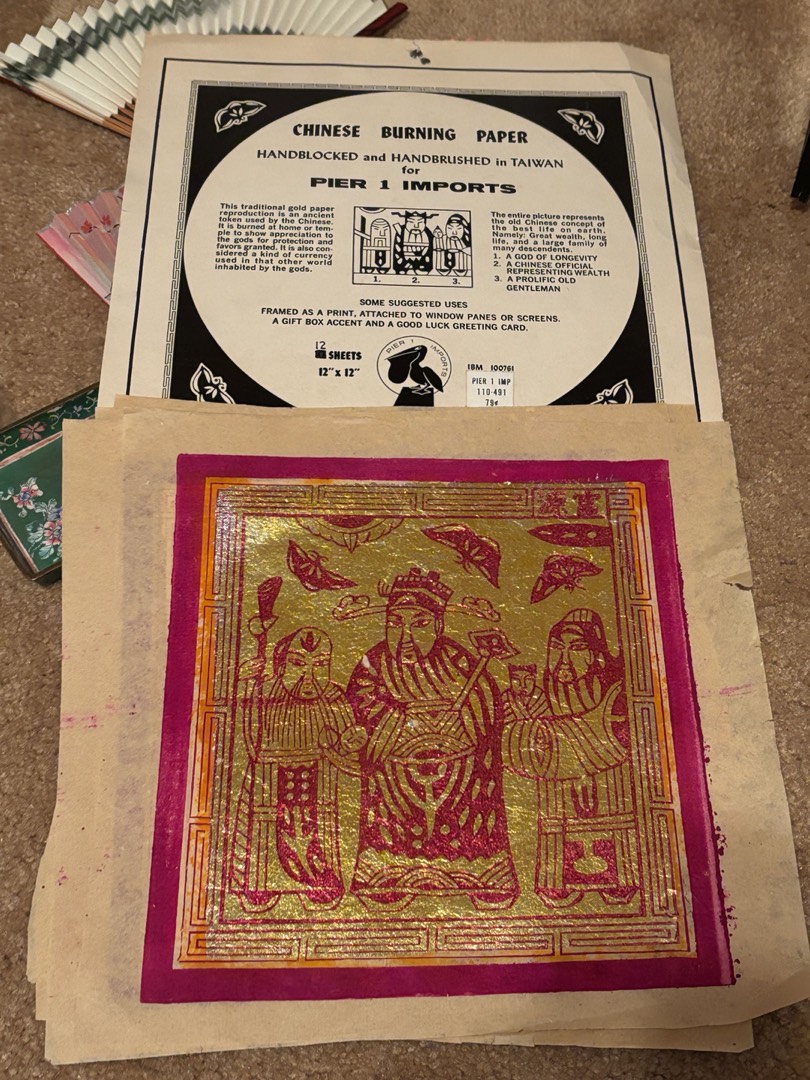 CHINESE BURNING PAPER
HANDBLOCKED and HANDBRUSHED in TAIWAN
for
PIER 1 IMPORTS
This traditional gold paper
reproduction is an ancient
token used by the Chinese.
It is burned at home or tem-
ple to show appreciation to
the gods for protection and
favors granted. It is also con-
sidered a kind of currency
used in that other world
inhabited by the gods.
1. 2. 3.
The entire picture represents
the old Chinese concept of
the best life on earth.
Namely: Great wealth, long
life, and a large family of
many descendents.
1. A GOD OF LONGEVITY
2. A CHINESE OFFICIAL
REPRESENTING WEALTH
3. A PROLIFIC OLD
GENTLEMAN
SOME SUGGESTED USES
FRAMED AS A PRINT, ATTACHED TO WINDOW PANES OR SCREENS.
A GIFT BOX ACCENT AND A GOOD LUCK GREETING CARD.
12
SHEETS
12" x 12"
PIER 1 IMPORTS
IBM 100761
PIER 1 IMP
110-491
79¢